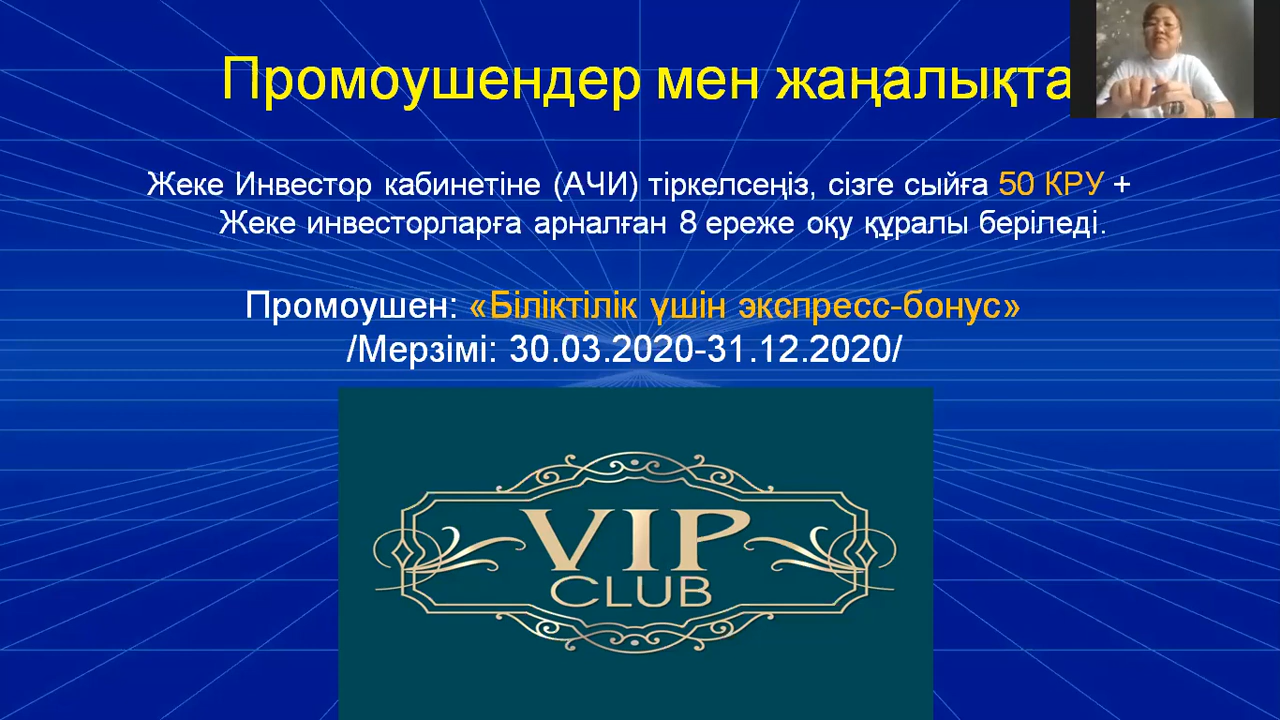 Промоушендер мен жаңалықта
Жеке Инвестор кабинетіне (АЧИ) тіркелсеңіз, сізге сыйға 50 КРУ +
Жеке инвесторларға арналған 8 ереже оқу құралы беріледі.
Промоушен: «Біліктілік үшін экспресс-бонус»
/Мерзімі: 30.03.2020-31.12.2020/
VIP
CLUB